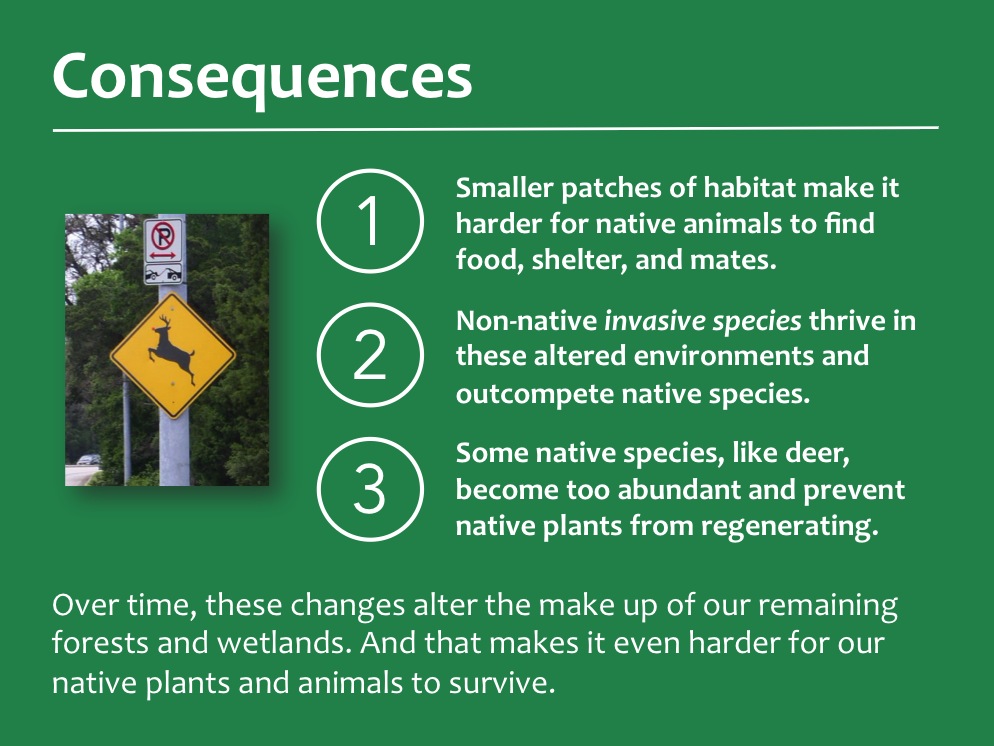 Consequences
1
Smaller patches of habitat make it
harder for native animals to find
food, shelter, and mates.
P
2
Non-native invasive species thrive in
these altered environments and
outcompete native species.
3
Some native species, like deer,
become too abundant and prevent
native plants from regenerating.
Over time, these changes alter the make up of our remaining
forests and wetlands. And that makes it even harder for our
native plants and animals to survive.